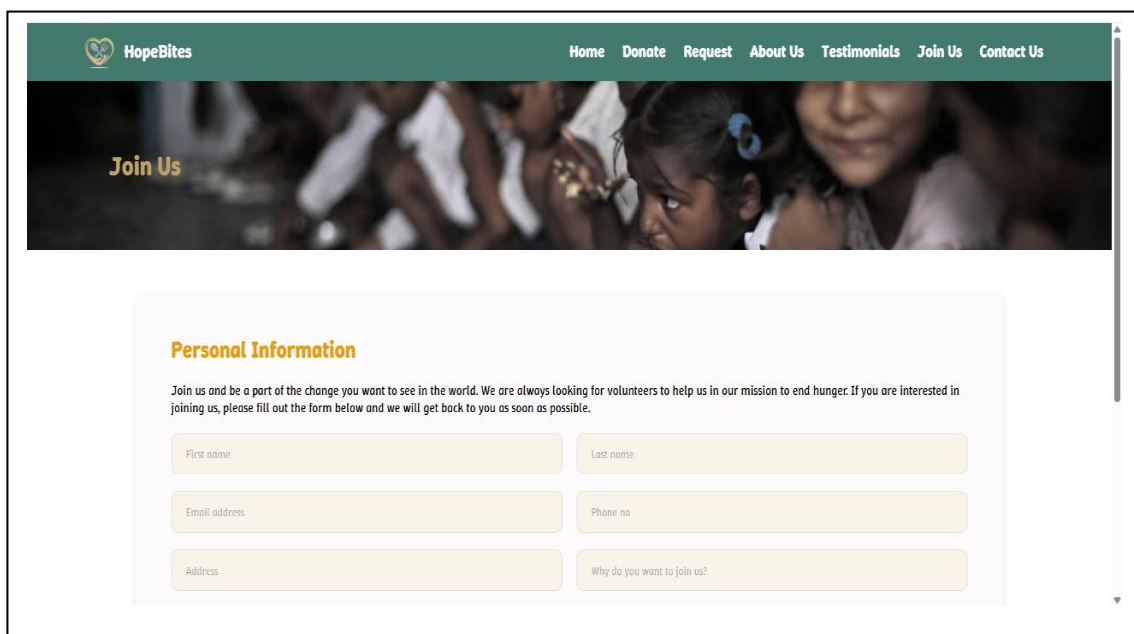 HopeBites
Home Donate Request About Us Testimonials Join Us Contact Us
Join Us
Personal Information
Join us and be a part of the change you want to see in the world. We are always looking for volunteers to help us in our mission to end hunger. If you are interested in
joining us, please fill out the form below and we will get back to you as soon as possible.
First name
Last name
Email address
Phone no
Address
Why do you want to join us?